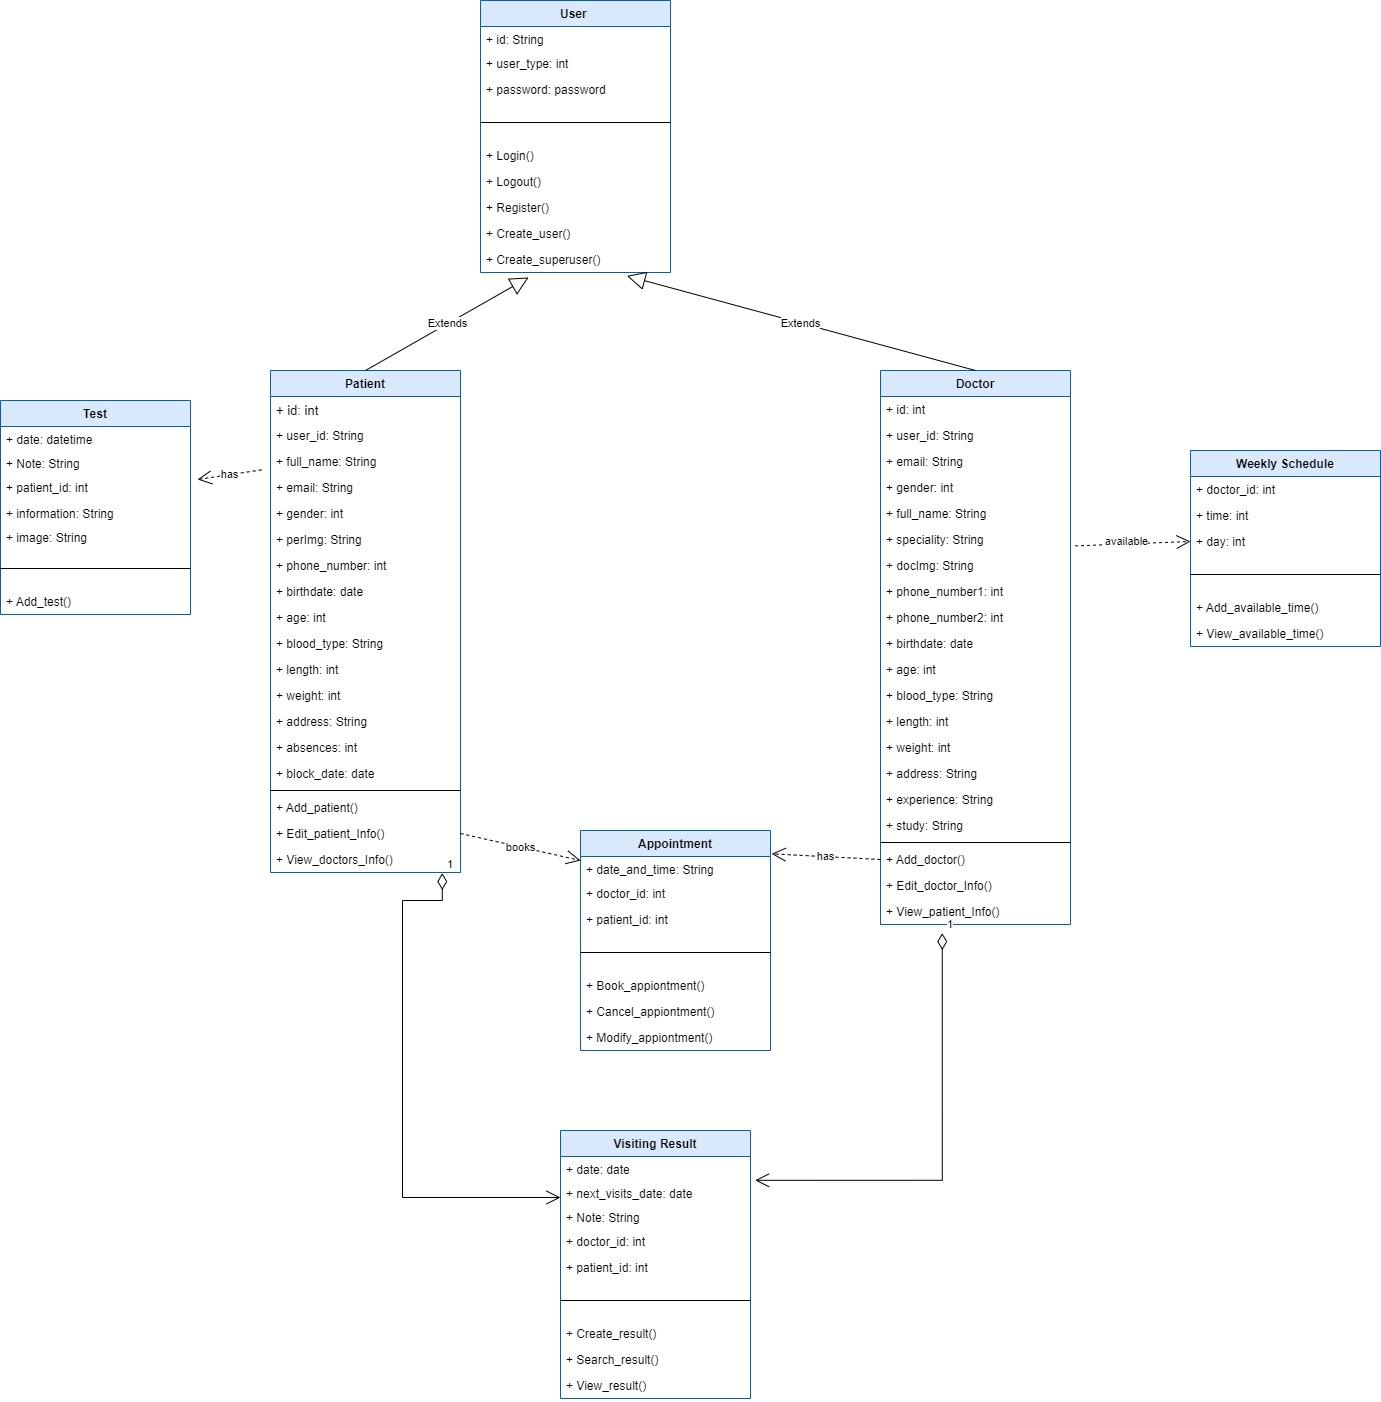 User
+ id: String
+ user_type: int
+ password: password
+ Login()
+ Logout()
+ Register()
+ Create_user()
+ Create_superuser()
Extends
Extends
Test
+ date: datetime
+ Note: String
+ patient_id: int
+ information: String
+ image: String
+ Add_test()
has
Patient
+ id: int
+ user_id: String
+ full_name: String
+ email: String
+ gender: int
+ perImg: String
+ phone_number: int
+ birthdate: date
+ age: int
+ blood_type: String
+ length: int
+ weight: int
+ address: String
+ absences: int
+ block_date: date
+ Add_patient()
+ Edit_patient_Info()
+ View_doctors_Info()
1
Doctor
+ id: int
+ user_id: String
+ email: String
+ gender: int
+ full_name: String
+ speciality: String
+ docImg: String
+ phone_number1: int
+ phone_number2: int
+ birthdate: date
+ age: int
+ blood_type: String
+ length: int
+ weight: int
+ address: String
+ experience: String
+ study: String
+ Add_doctor()
+ Edit_doctor_Info()
+ View_patient_Info()
1
available
Weekly Schedule
+ doctor_id: int
+ time: int
+ day: int
+ Add_available_time()
+ View_available_time()
books
has
Appointment
+ date_and_time: String
+ doctor_id: int
+ patient_id: int
+ Book_appiontment()
+ Cancel_appiontment()
+ Modify_appiontment()
Visiting Result
+ date: date
+ next_visits_date: date
+ Note: String
+ doctor_id: int
+ patient_id: int
+ Create_result()
+ Search_result()
+ View_result()